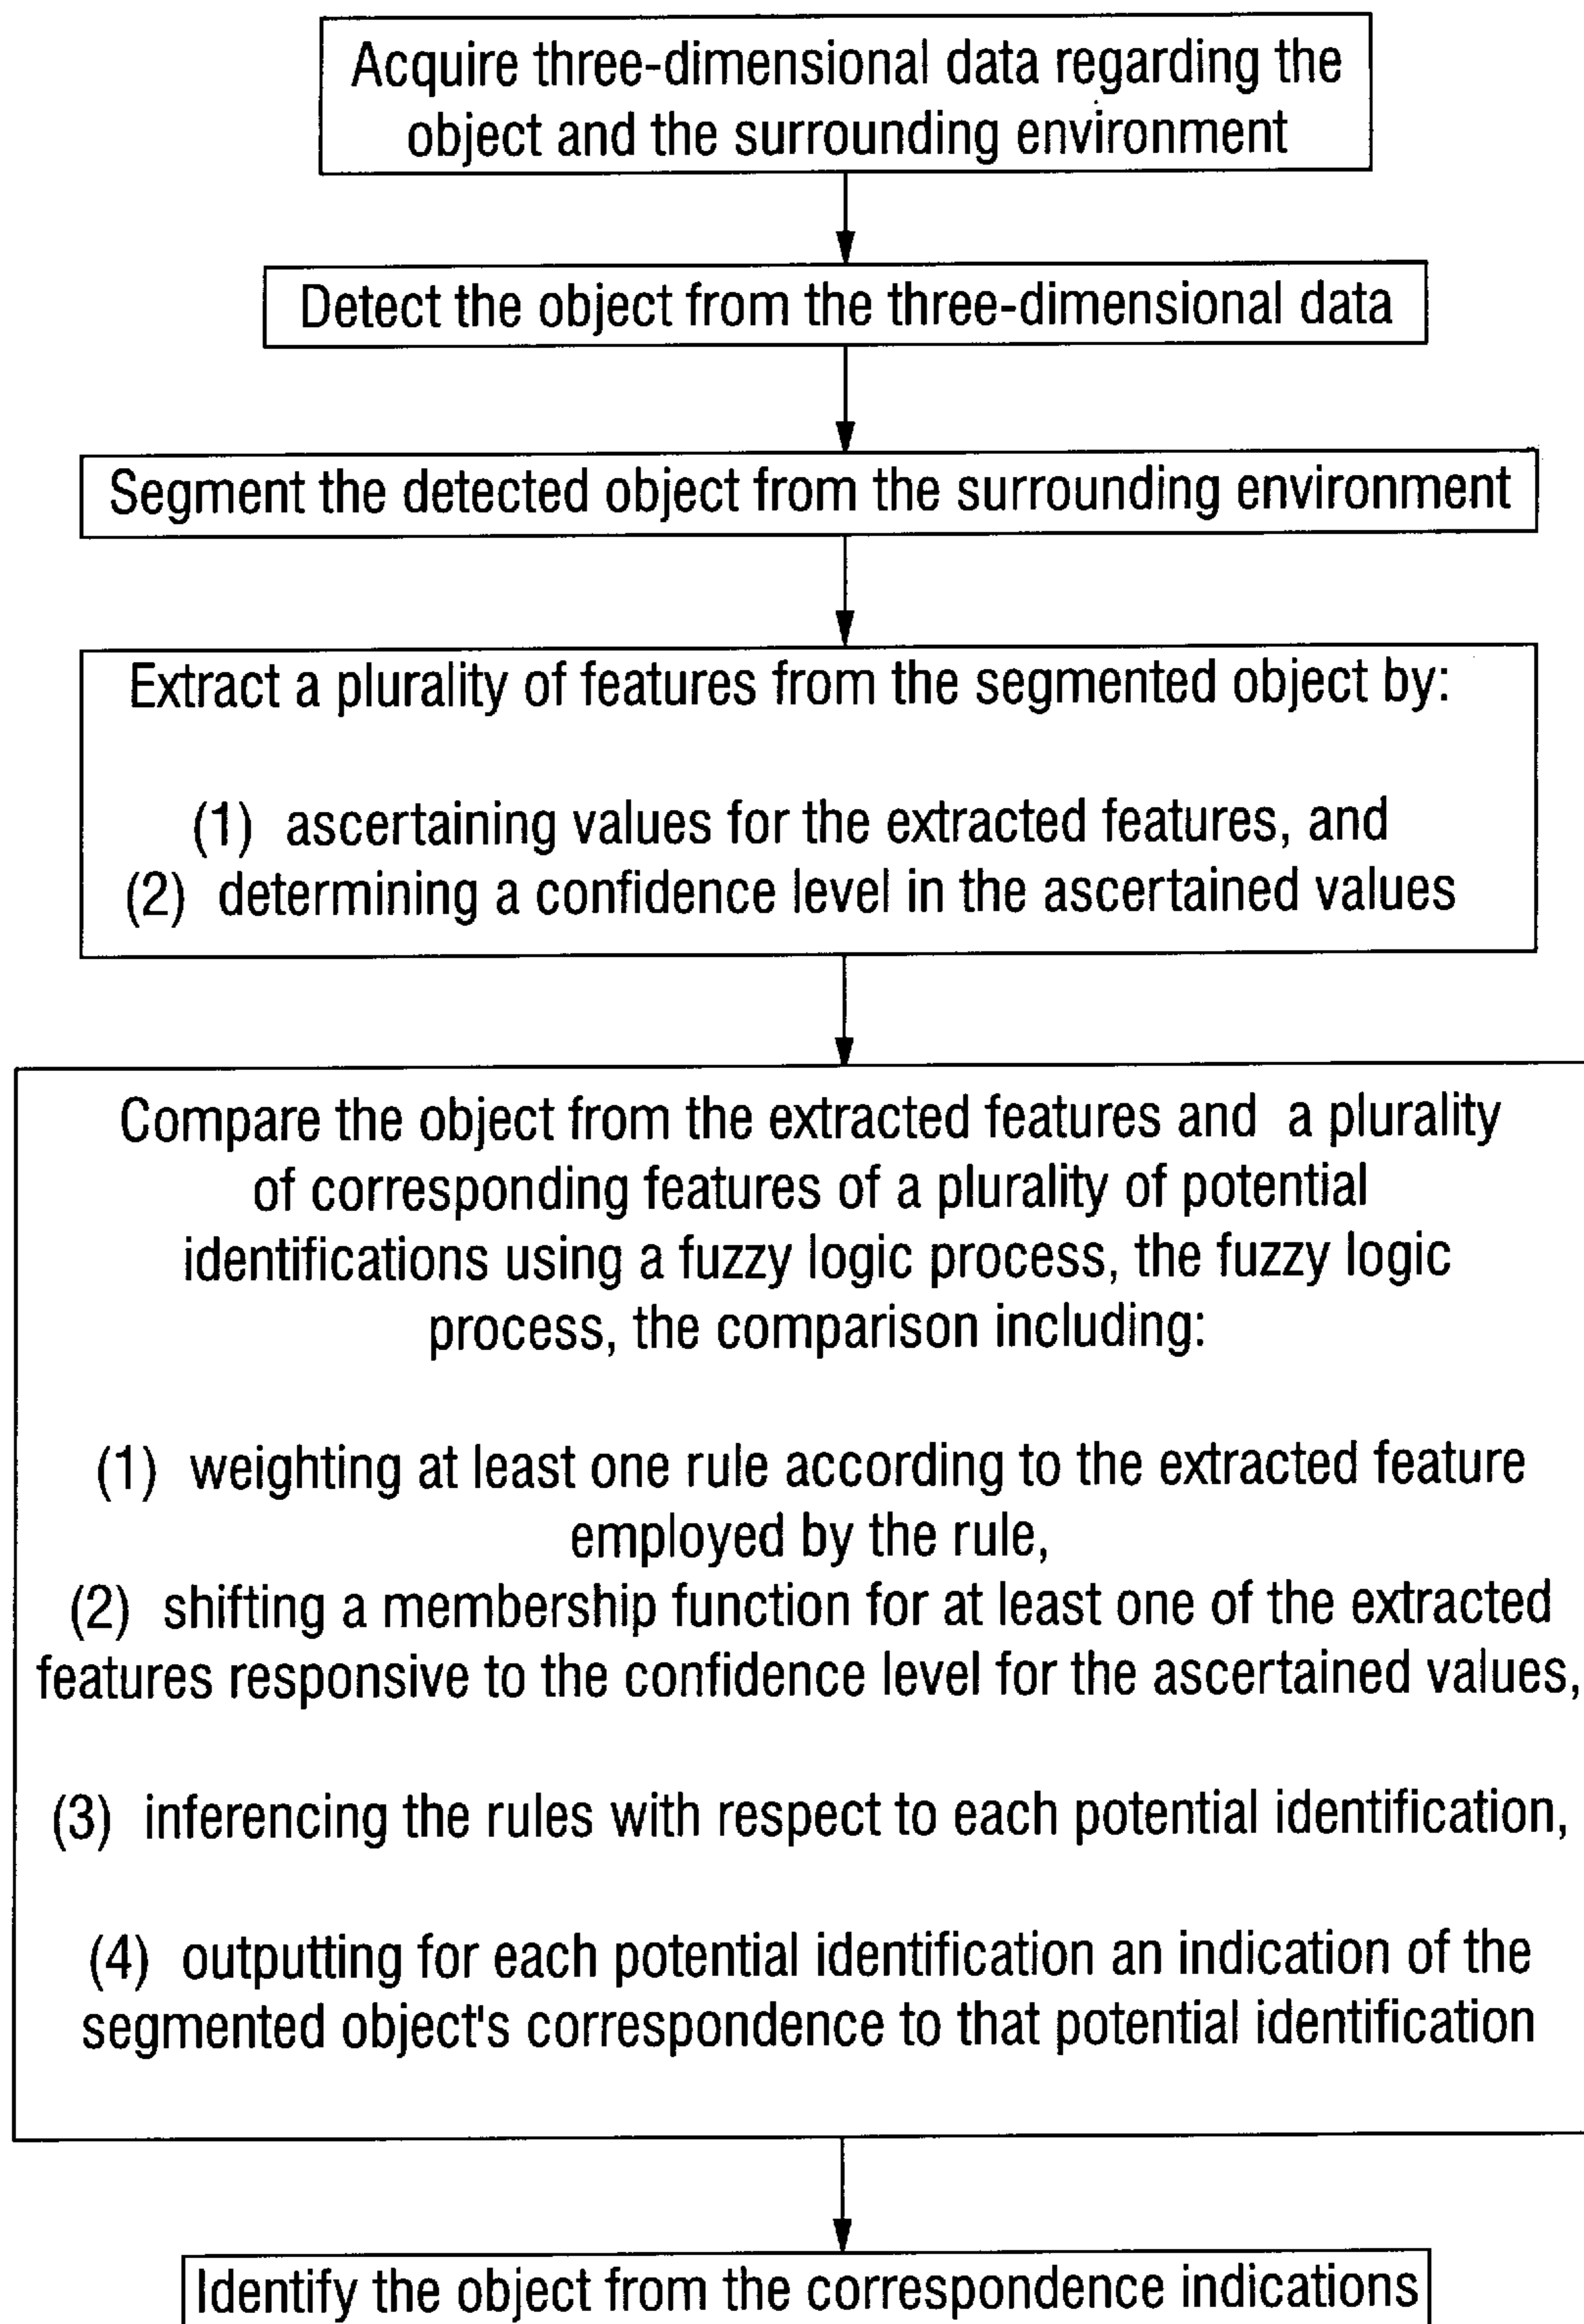 Acquire three-dimensional data regarding the
object and the surrounding environment
Detect the object from the three-dimensional data
Segment the detected object from the surrounding environment
Extract a plurality of features from the segmented object by:
(1) ascertaining values for the extracted features, and
(2) determining a confidence level in the ascertained values
Compare the object from the extracted features and a plurality
of corresponding features of a plurality of potential
identifications using a fuzzy logic process, the fuzzy logic
process, the comparison including:
(1) weighting at least one rule according to the extracted feature
employed by the rule,
(2) shifting a membership function for at least one of the extracted
features responsive to the confidence level for the ascertained values,
(3) inferencing the rules with respect to each potential identification,
(4) outputting for each potential identification an indication of the
segmented object's correspondence to that potential identification
Identify the object from the correspondence indications